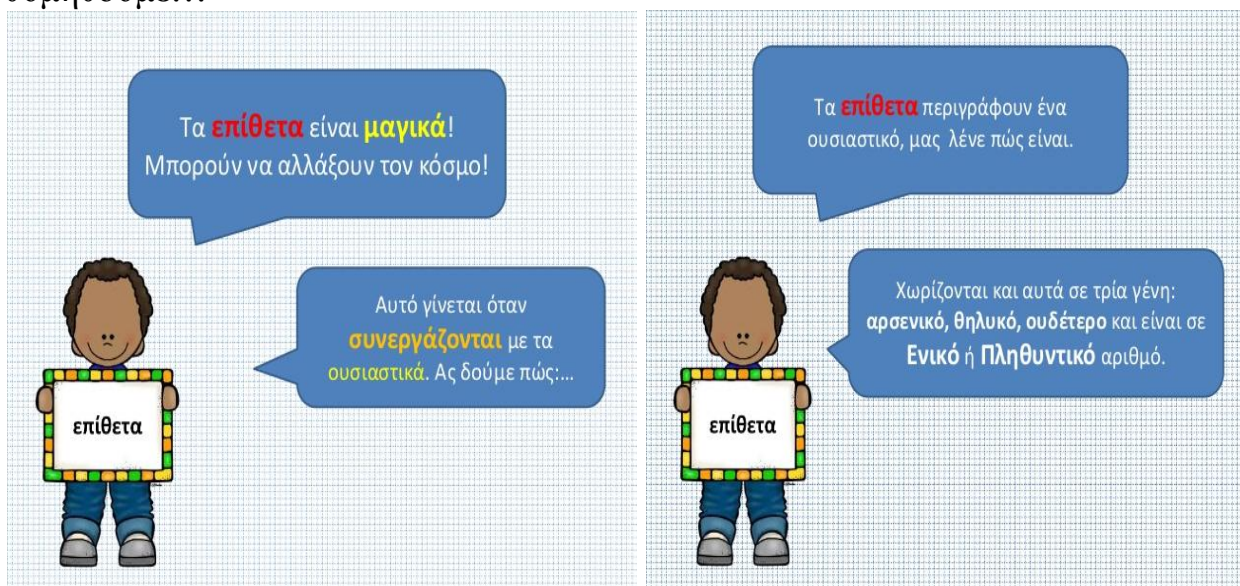 Τα επίθετα είναι μαγικά!
Μπορούν να αλλάξουν τον κόσμο!
Αυτό γίνεται όταν
συνεργάζονται με τα
ουσιαστικά. Ας δούμε πώς:...
επίθετα
Τα επίθετα περιγράφουν ένα
ουσιαστικό, μας λένε πώς είναι.
Χωρίζονται και αυτά σε τρία γένη:
αρσενικό, θηλυκό, ουδέτερο και είναι σε
Ενικό ή Πληθυντικό αριθμό.
επίθετα